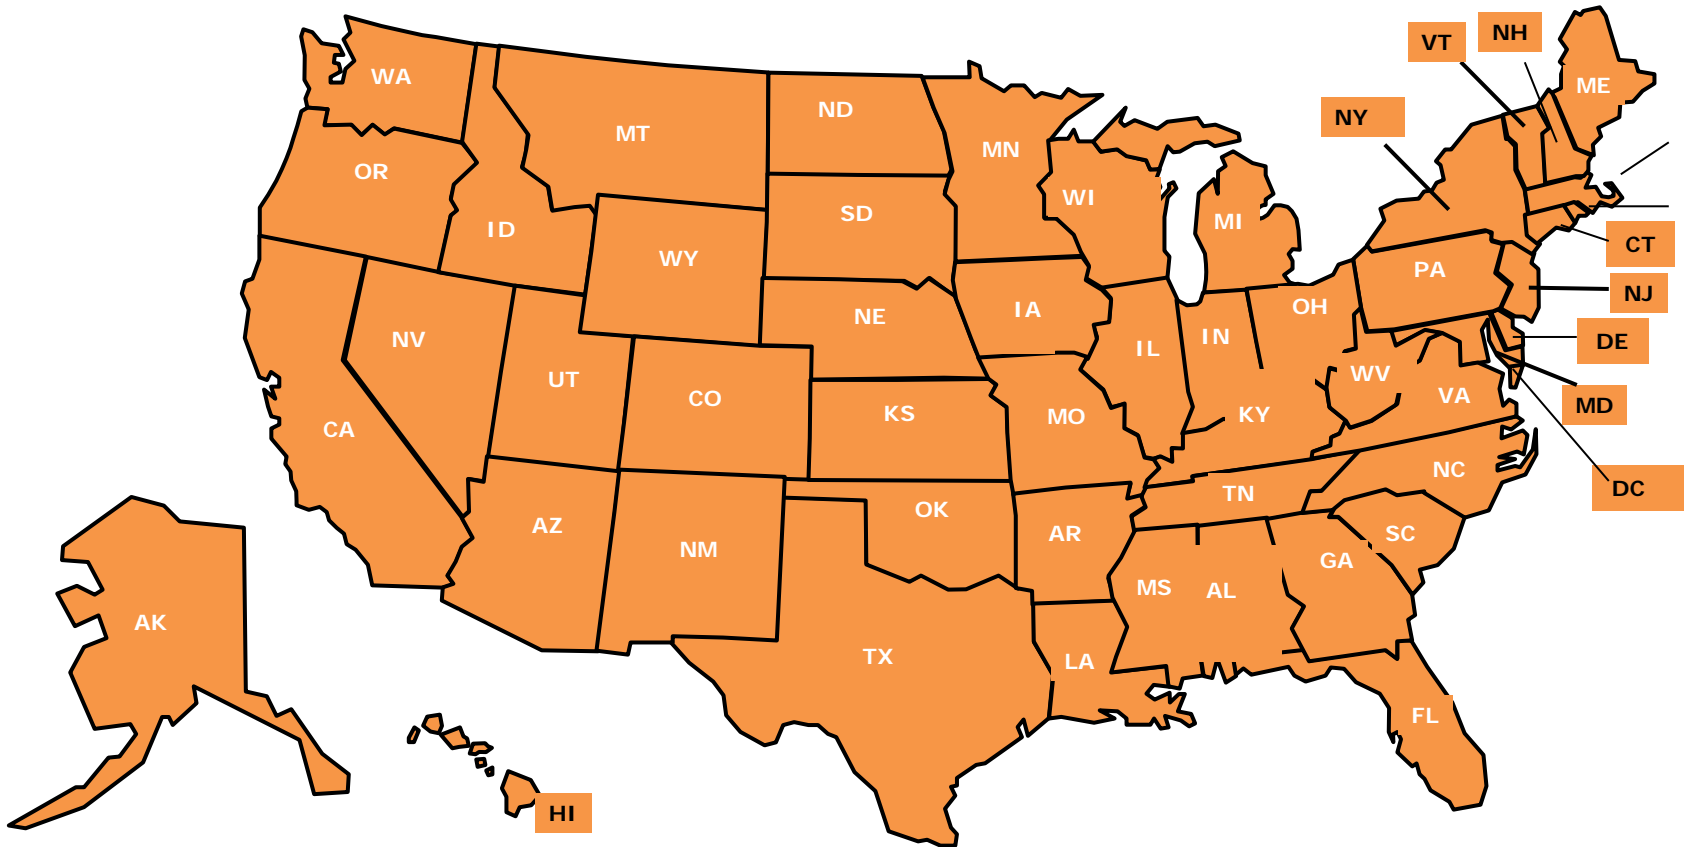 VT
NH
WA
ME
ND
NY
MT
MN
OR
WI
SD
MI
ID
CT
WY
PA
NJ
OH
IA
NE
IN
NV
DE
IL
WV
UT
VA
CO
MD
KS
KY
MO
CA
NC
DC
TN
OK
AZ
AR
SC
NM
GA
MS
AL
AK
TX
LA
FL
HI